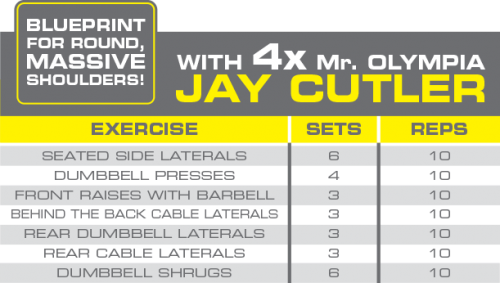 BLUEPRINT
FOR ROUND,
MASSIVE
SHOULDERS!
WITH 4x Mr. OLYMPIA
JAY CUTLER
EXERCISE SETS REPS
SEATED SIDE LATERALS 6 10
DUMBBELL PRESSES 4 10
FRONT RAISES WITH BARBELL 3 10
BEHIND THE BACK CABLE LATERALS 3 10
REAR DUMBBELL LATERALS 3 10
REAR CABLE LATERALS 3 10
DUMBBELL SHRUGS 6 10